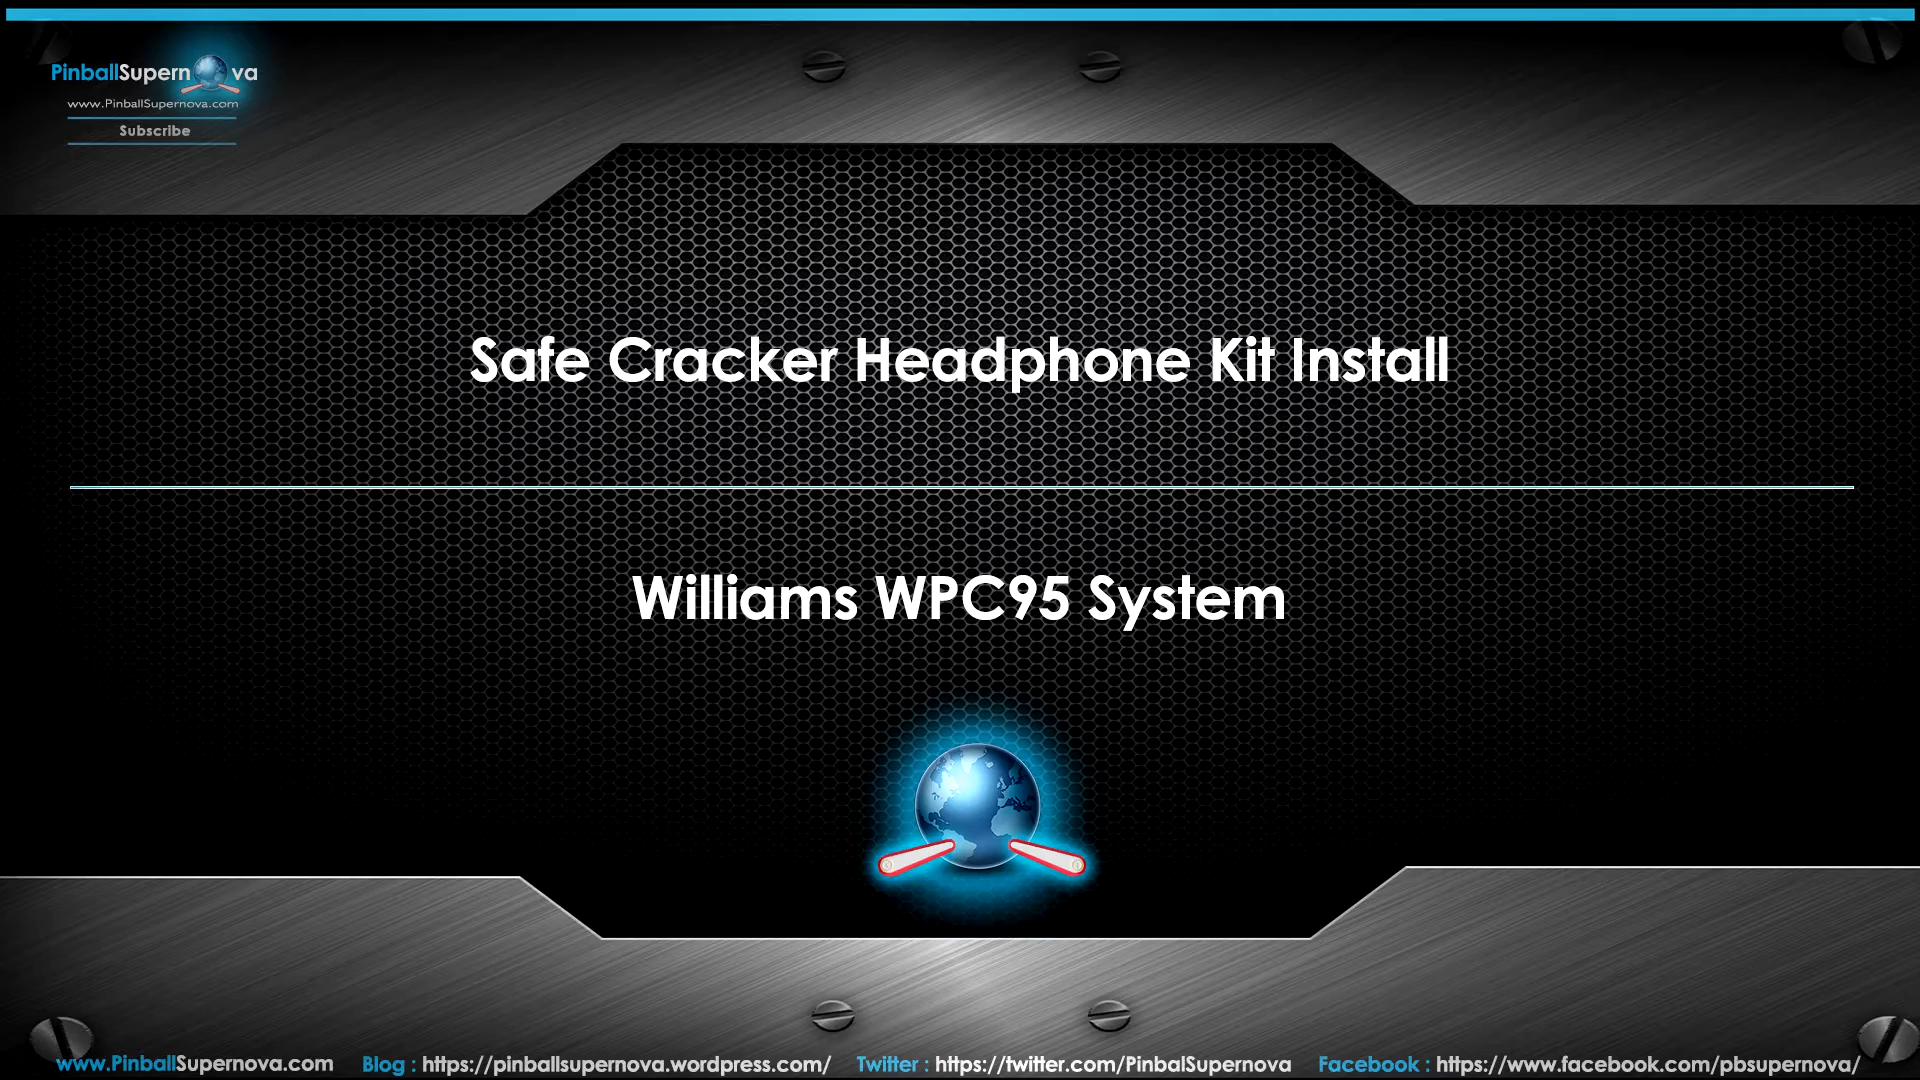 PinballSupernova
www.PinballSupernova.com
Subscribe
Safe Cracker Headphone Kit Install
Williams WPC95 System
www.PinballSupernova.com Blog : https://pinballsupernova.wordpress.com/ Twitter : https://twitter.com/PinbalSupernova Facebook : https://www.facebook.com/pbsupernova/